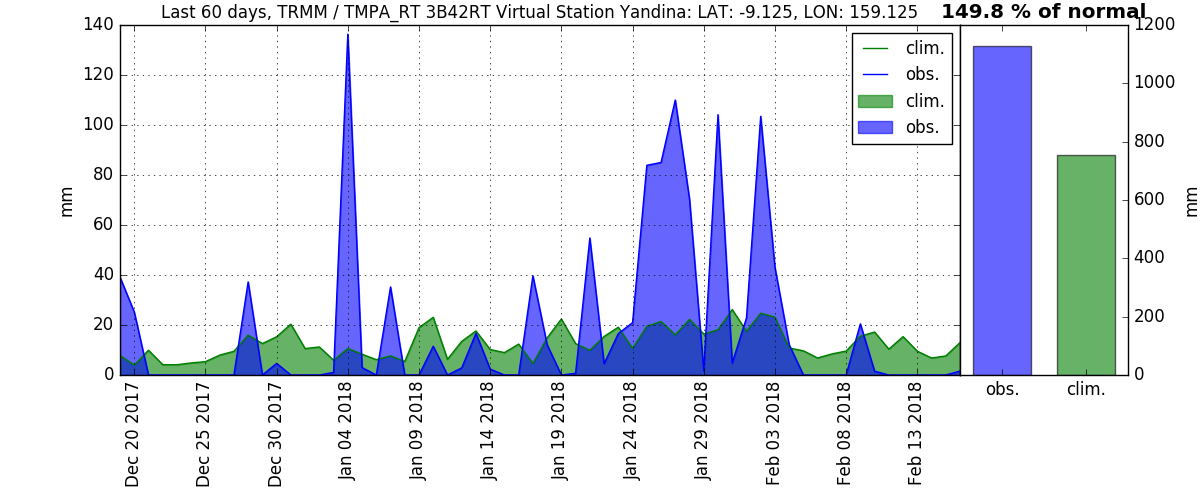 Last 60 days, TRMM / TMPA_RT 3B42RT Virtual Station Yandina: LAT: -9.125, LON: 159.125
149.8 % of normal
140
120
100
80
60
40
20
0
mm
clim.
obs.
clim.
obs.
1200
1000
800
600
400
200
0
mm
Dec 20 2017
Dec 25 2017
Dec 30 2017
Jan 04 2018
Jan 09 2018
Jan 14 2018
Jan 19 2018
Jan 24 2018
Jan 29 2018
Feb 03 2018
Feb 08 2018
Feb 13 2018
obs.
clim.